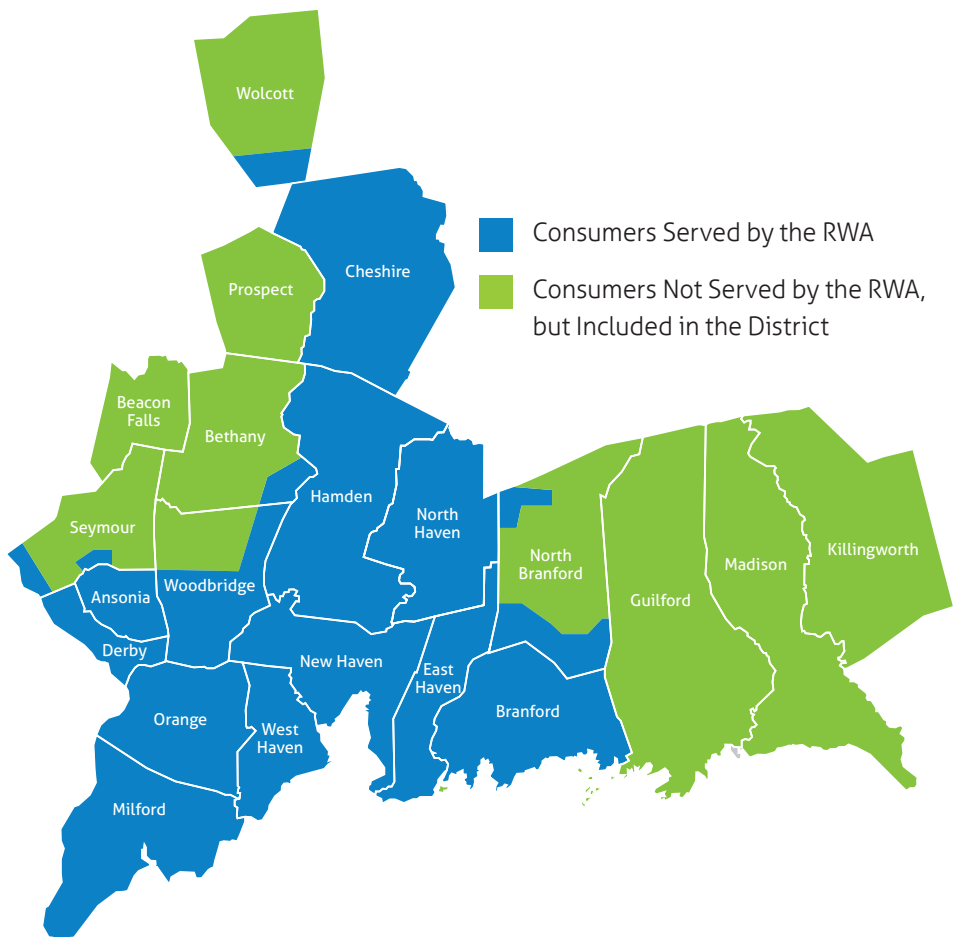 Wolcott
Consumers Served by the RWA
Cheshire
Prospect
Consumers Not Served by the RWA,
but Included in the District
Beacon
Falls
Bethany
Hamden
North
Haven
Seymour
North
Branford
Killingworth
Madison
Woodbridge
Ansonia
Guilford
Derby
New Haven
East
Haven
Branford
Orange
West
Haven
Milford